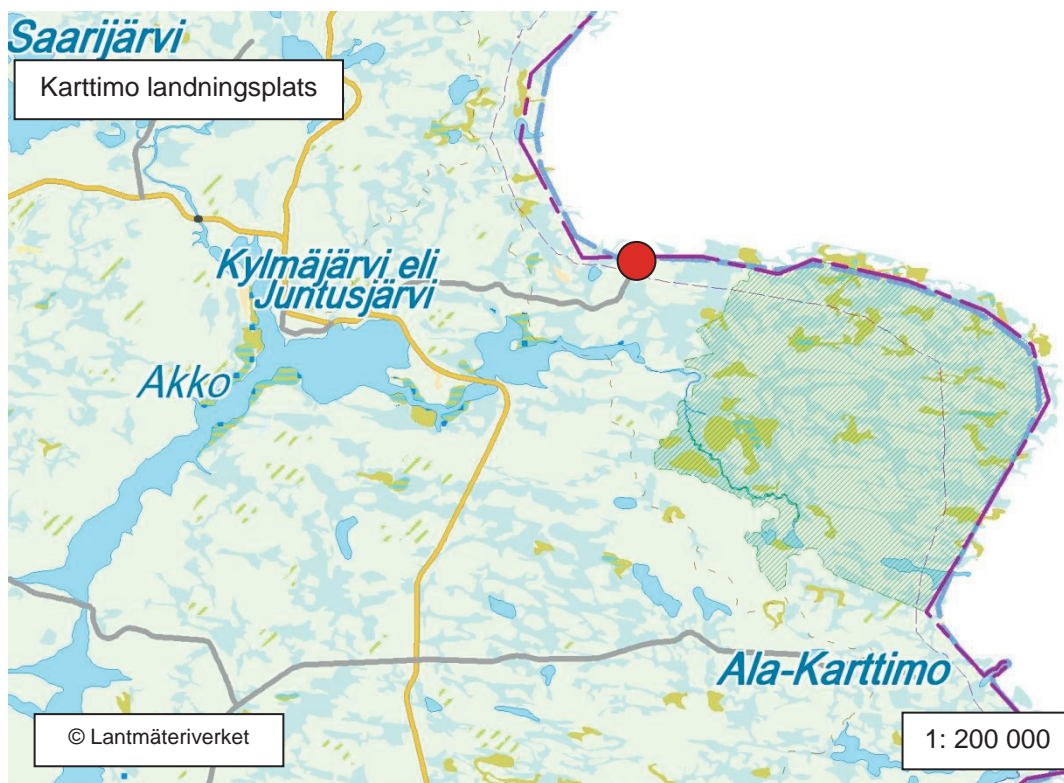 Saarijärvi
Karttimo landningsplats
Kylmäjärvi eli
Juntusjärvi
Akko
Ala-Karttimo
© Lantmäteriverket
1: 200 000